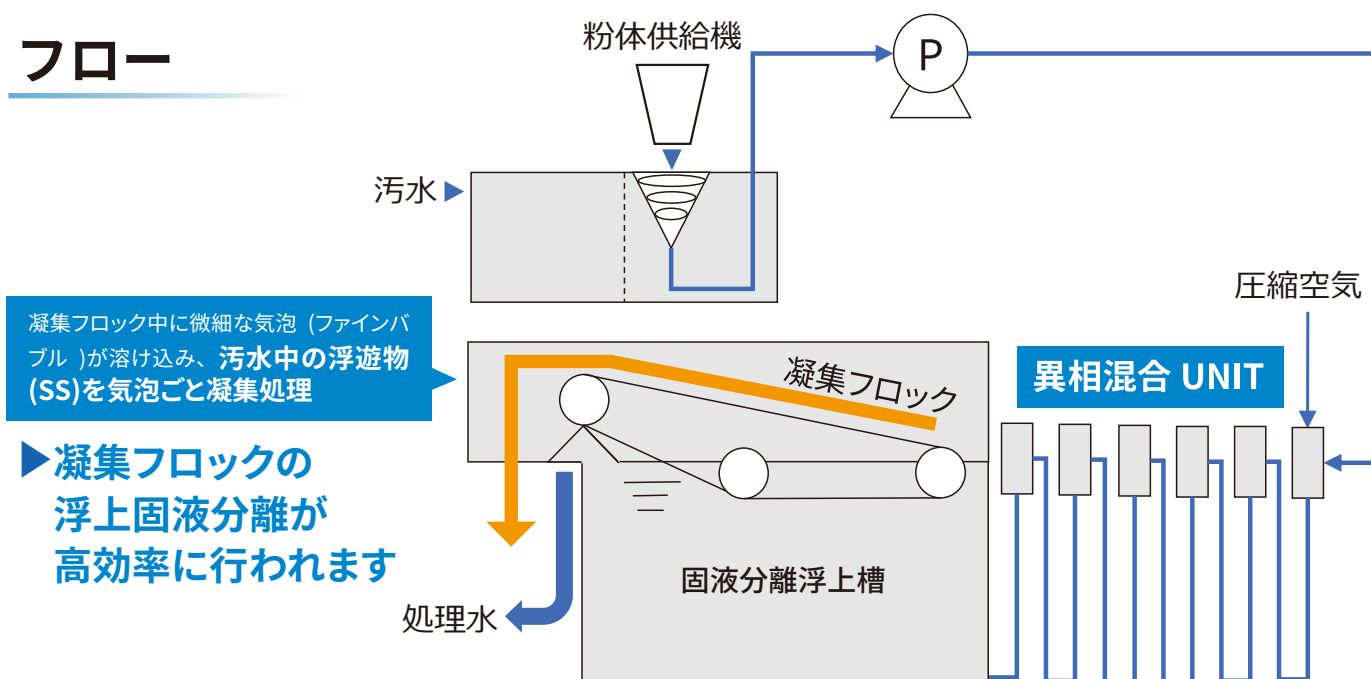 フロー
粉体供給機
P
汚水
圧縮空気
凝集フロック中に微細な気泡 (ファインバ
ブル )が溶け込み、汚水中の浮遊物
(SS)を気泡ごと凝集処理
凝集フロック
異相混合 UNIT
凝集フロックの
浮上固液分離が
高効率に行われます
固液分離浮上槽
処理水